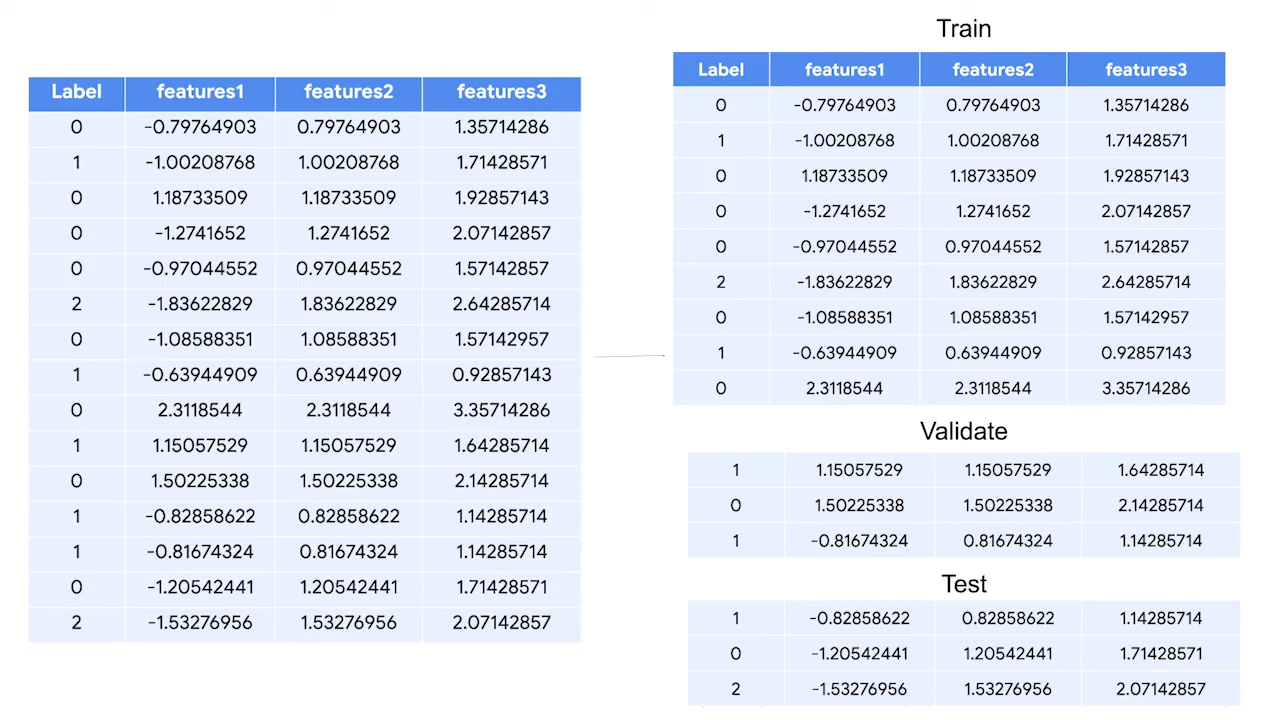 Label features1 features2 features3
0 -0.79764903 0.79764903 1.35714286
1 -1.00208768 1.00208768 1.71428571
0 1.18733509 1.18733509 1.92857143
0 -1.2741652 1.2741652 2.07142857
0 -0.97044552 0.97044552 1.57142857
2 -1.83622829 1.83622829 2.64285714
0 -1.08588351 1.08588351 1.57142957
1 -0.63944909 0.63944909 0.92857143
0 2.3118544 2.3118544 3.35714286
1 1.15057529 1.15057529 1.64285714
0 1.50225338 1.50225338 2.14285714
1 -0.82858622 0.82858622 1.14285714
1 -0.81674324 0.81674324 1.14285714
0 -1.20542441 1.20542441 1.71428571
2 -1.53276956 1.53276956 2.07142857
Train
Label features1 features2 features3
0 -0.79764903 0.79764903 1.35714286
1 -1.00208768 1.00208768 1.71428571
0 1.18733509 1.18733509 1.92857143
0 -1.2741652 1.2741652 2.07142857
0 -0.97044552 0.97044552 1.57142857
2 -1.83622829 1.83622829 2.64285714
0 -1.08588351 1.08588351 1.57142957
1 -0.63944909 0.63944909 0.92857143
0 2.3118544 2.3118544 3.35714286
Validate
1 1.15057529 1.15057529 1.64285714
0 1.50225338 1.50225338 2.14285714
1 -0.81674324 0.81674324 1.14285714
Test
1 -0.82858622 0.82858622 1.14285714
0 -1.20542441 1.20542441 1.71428571
2 -1.53276956 1.53276956 2.07142857